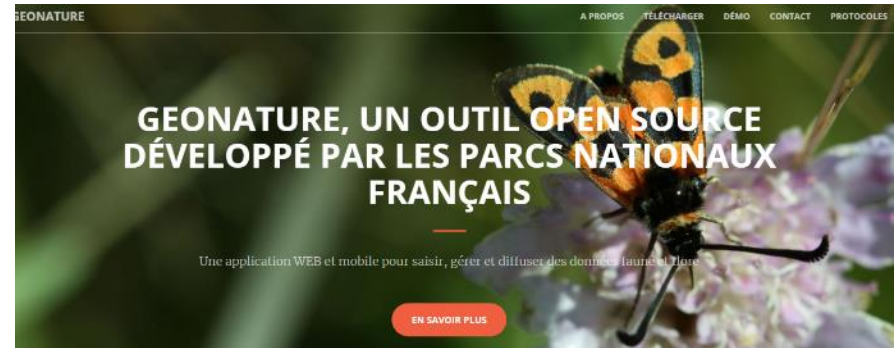 GEONATURE
A PROPOS TÉLÉCHARGER DÉMO CONTACT PROTOCOLES
GEONATURE, UN OUTIL OPEN SOURCE
DÉVELOPPÉ PAR LES PARCS NATIONAUX
FRANÇAIS
Une application WEB et mobile pour saisir, gérer et diffuser des données faune et flore
EN SAVOIR PLUS